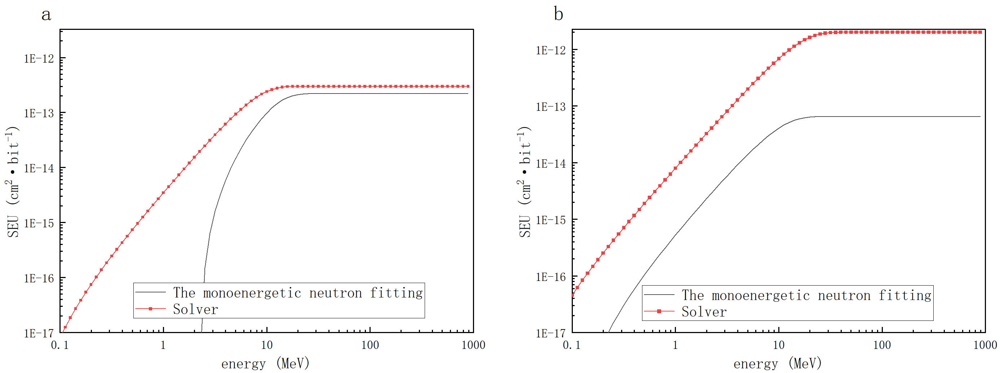 a
1E-12
1E-13
1E-14
1E-15
1E-16
1E-17
SEU (cm²·bit⁻¹)
0.1 1 10 100 1000
energy (MeV)
The monoenergetic neutron fitting
Solver
b
1E-12
1E-13
1E-14
1E-15
1E-16
1E-17
SEU (cm²·bit⁻¹)
0.1 1 10 100 1000
energy (MeV)
The monoenergetic neutron fitting
Solver